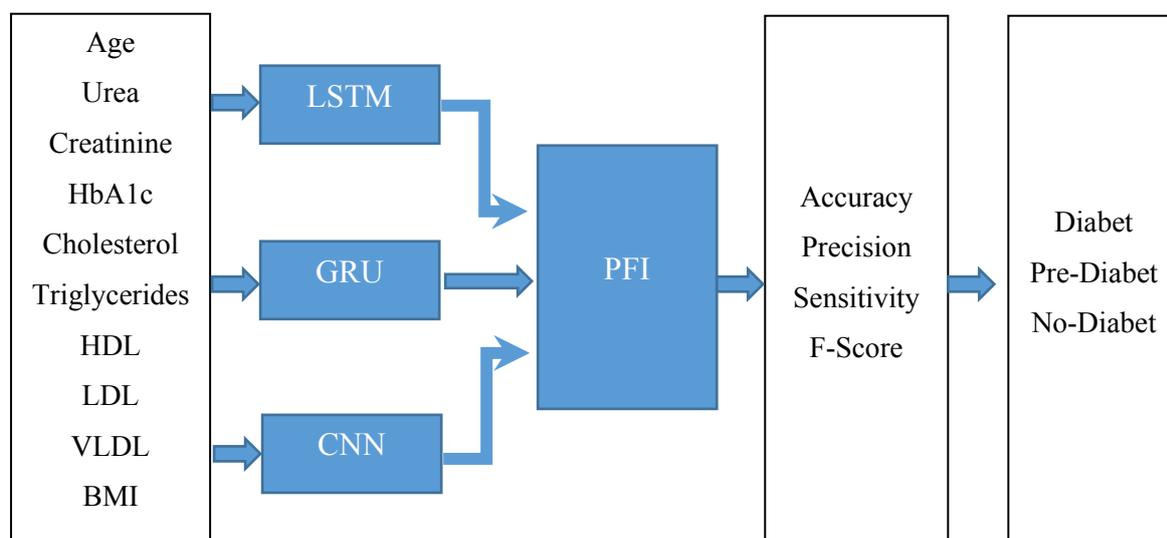 Age
Urea
Creatinine
HbA1c
Cholesterol
Triglycerides
HDL
LDL
VLDL
BMI
LSTM
GRU
CNN
PFI
Accuracy
Precision
Sensitivity
F-Score
Diabet
Pre-Diabet
No-Diabet